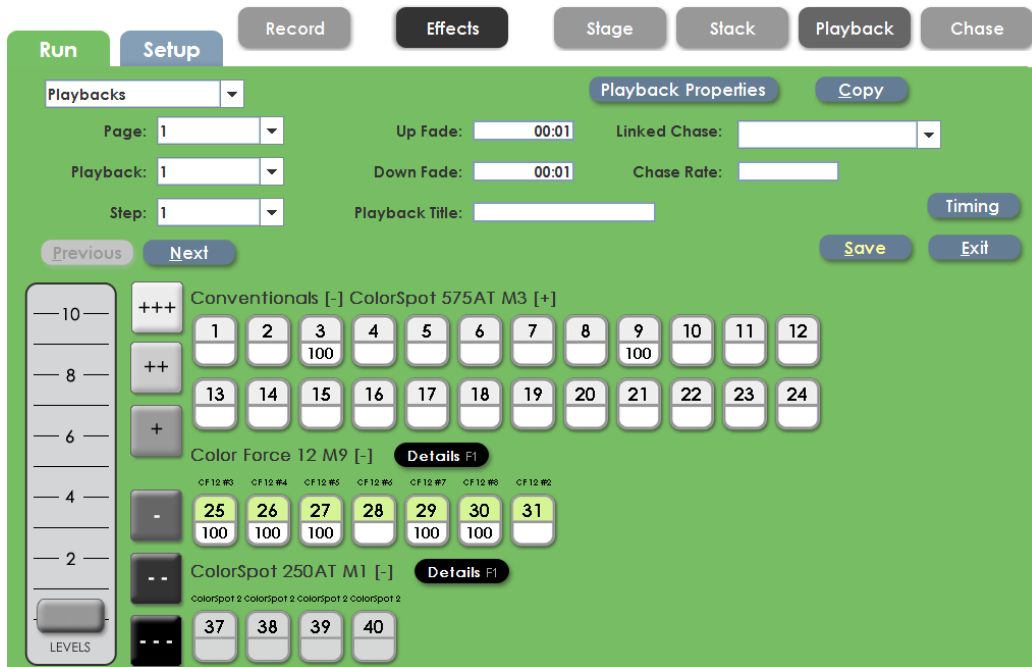 Record Effects Stage Stack Playback Chase
Run Setup
Playbacks Playback Properties Copy
Page: 1 Up Fade: 00:01 Linked Chase:
Playback: 1 Down Fade: 00:01 Chase Rate:
Step: 1 Playback Title: Timing
Previous Next Save Exit
10
8
6
4
2
LEVELS
+++
++
+
-
--
---
Conventionals [-] ColorSpot 575AT M3 [+]
1 2 3 4 5 6 7 8 9 10 11 12
100 100
13 14 15 16 17 18 19 20 21 22 23 24
Color Force 12 M9 [-] Details F1
CF 12 #3 CF 12 #4 CF 12 #5 CF 12 #6 CF 12 #7 CF 12 #8 CF 12 #2
25 26 27 28 29 30 31
100 100 100 100 100
ColorSpot 250AT M1 [-] Details F1
ColorSpot 2 ColorSpot 2 ColorSpot 2 ColorSpot 2
37 38 39 40